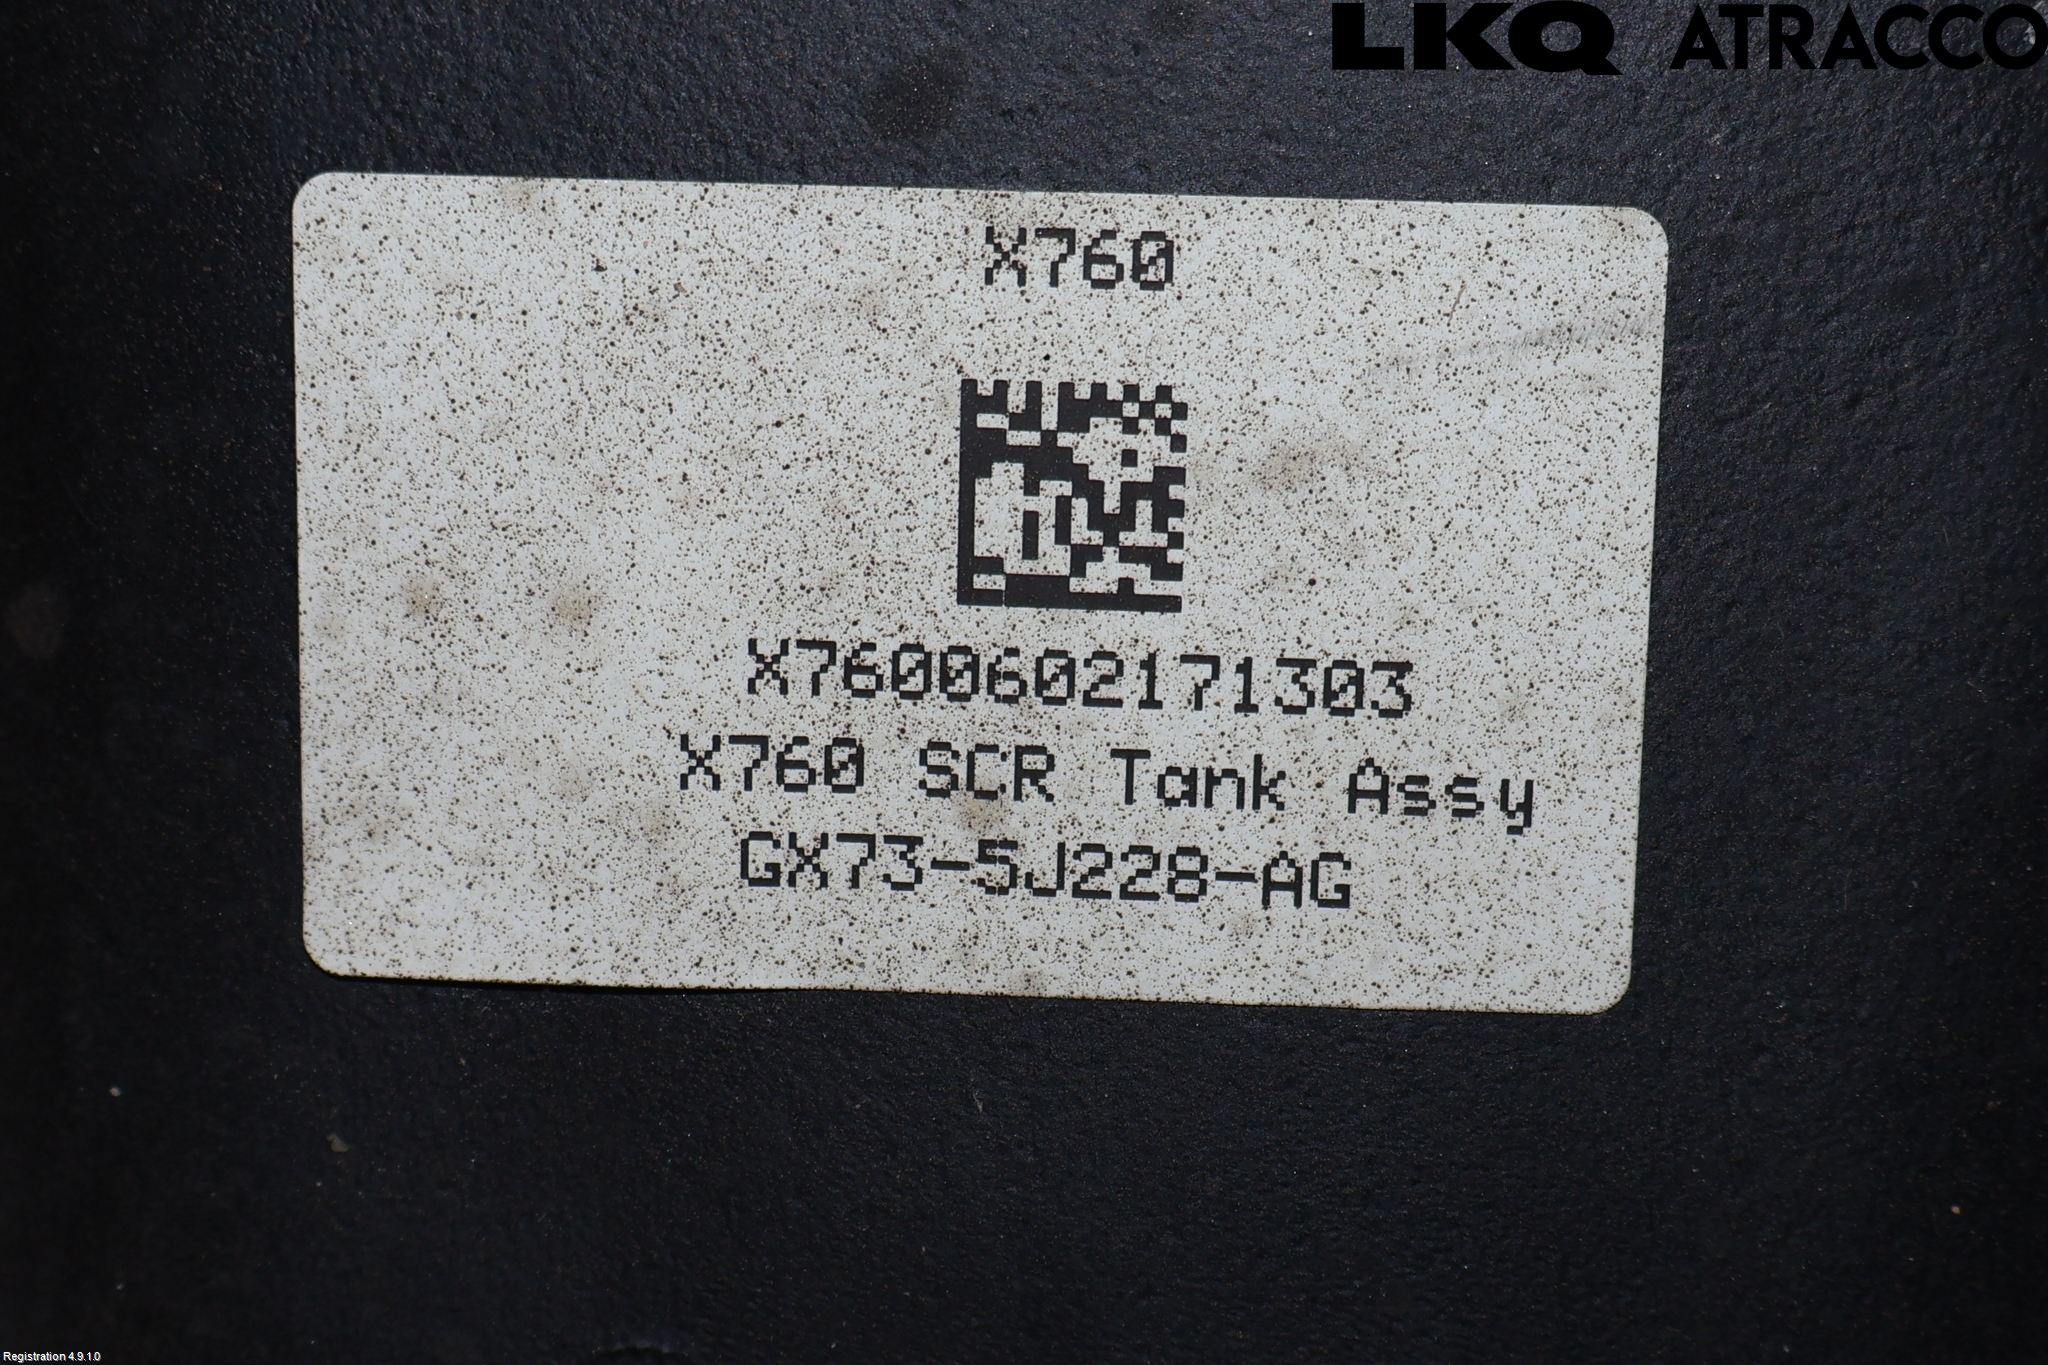 LKQ ATRACCO
X760
X7600602171303
X760 SCR Tank Assy
GX73-5J228-AG
Registration 4.9.1.0